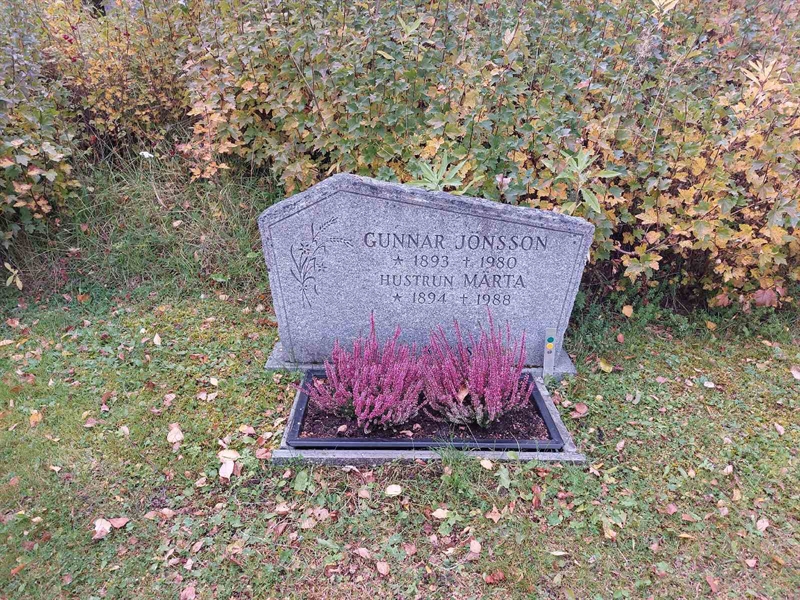 GUNNAR JÖNSSON
* 1893 ✝ 1980
HUSTRUN MÄRTA
* 1894 ✝ 1988